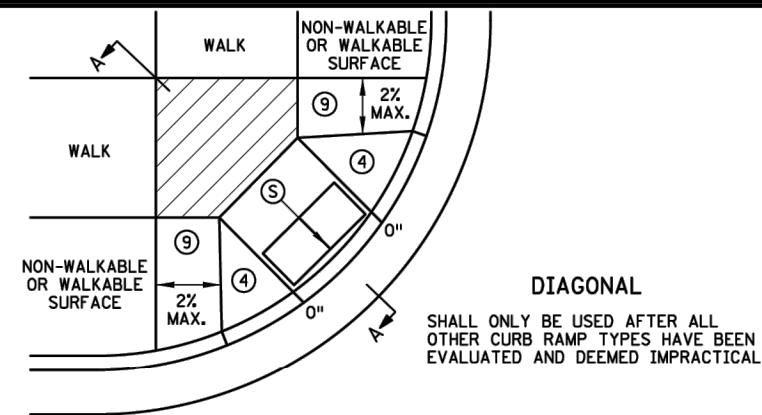 A
WALK
NON-WALKABLE
OR WALKABLE
SURFACE
9
2%
MAX.
WALK
4
S
0"
9
NON-WALKABLE
OR WALKABLE
SURFACE
2%
MAX.
4
0"
A
DIAGONAL
SHALL ONLY BE USED AFTER ALL
OTHER CURB RAMP TYPES HAVE BEEN
EVALUATED AND DEEMED IMPRACTICAL